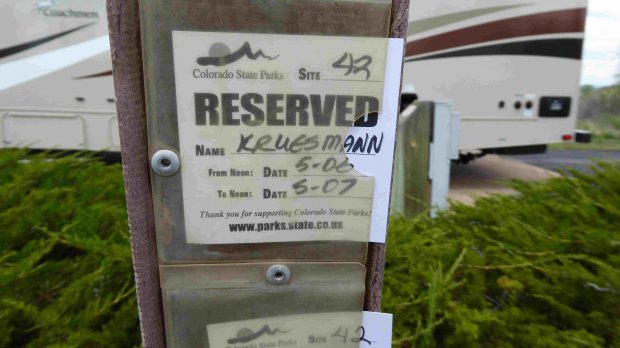 Coachmen
Colorado State Parks SITE 42
RESERVED
NAME KRUESMANN
From Noon: DATE 5-06
To Noon: DATE 5-07
Thank you for supporting Colorado State Parks!
www.parks.state.co.us
Colorado State Parks SITE 42